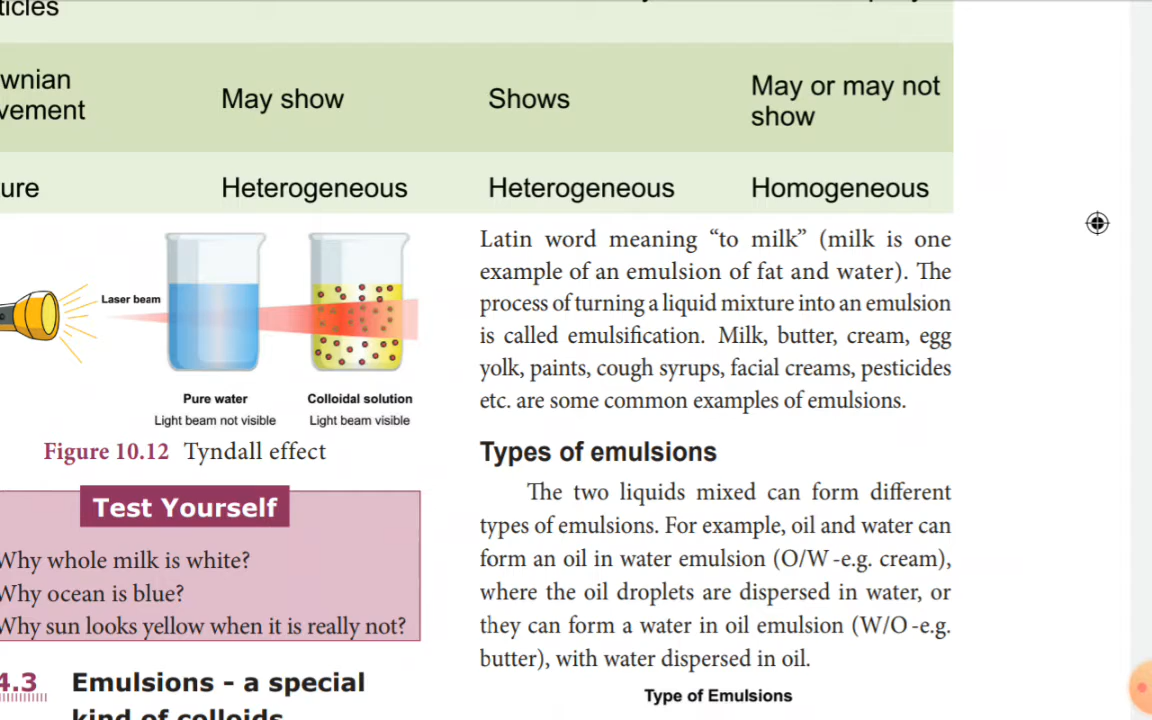 ticles
wnian
vement
May show
Shows
May or may not
show
ure
Heterogeneous
Heterogeneous
Homogeneous
Laser beam
Pure water
Light beam not visible
Colloidal solution
Light beam visible
Figure 10.12 Tyndall effect
Test Yourself
Why whole milk is white?
Why ocean is blue?
Why sun looks yellow when it is really not?
4.3 Emulsions - a special
kind of colloids
Latin word meaning “to milk” (milk is one
example of an emulsion of fat and water). The
process of turning a liquid mixture into an emulsion
is called emulsification. Milk, butter, cream, egg
yolk, paints, cough syrups, facial creams, pesticides
etc. are some common examples of emulsions.
Types of emulsions
The two liquids mixed can form different
types of emulsions. For example, oil and water can
form an oil in water emulsion (O/W -e.g. cream),
where the oil droplets are dispersed in water, or
they can form a water in oil emulsion (W/O -e.g.
butter), with water dispersed in oil.
Type of Emulsions